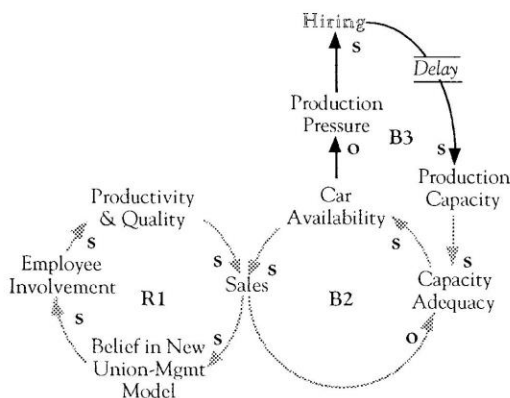 Hiring
s
Delay
Production
Pressure
o
B3
s
Production
Capacity
Productivity
& Quality
Car
Availability
s
s
s
s
s
Employee
Involvement
R1
Sales
B2
Capacity
Adequacy
s
s
o
Belief in New
Union-Mgmt
Model